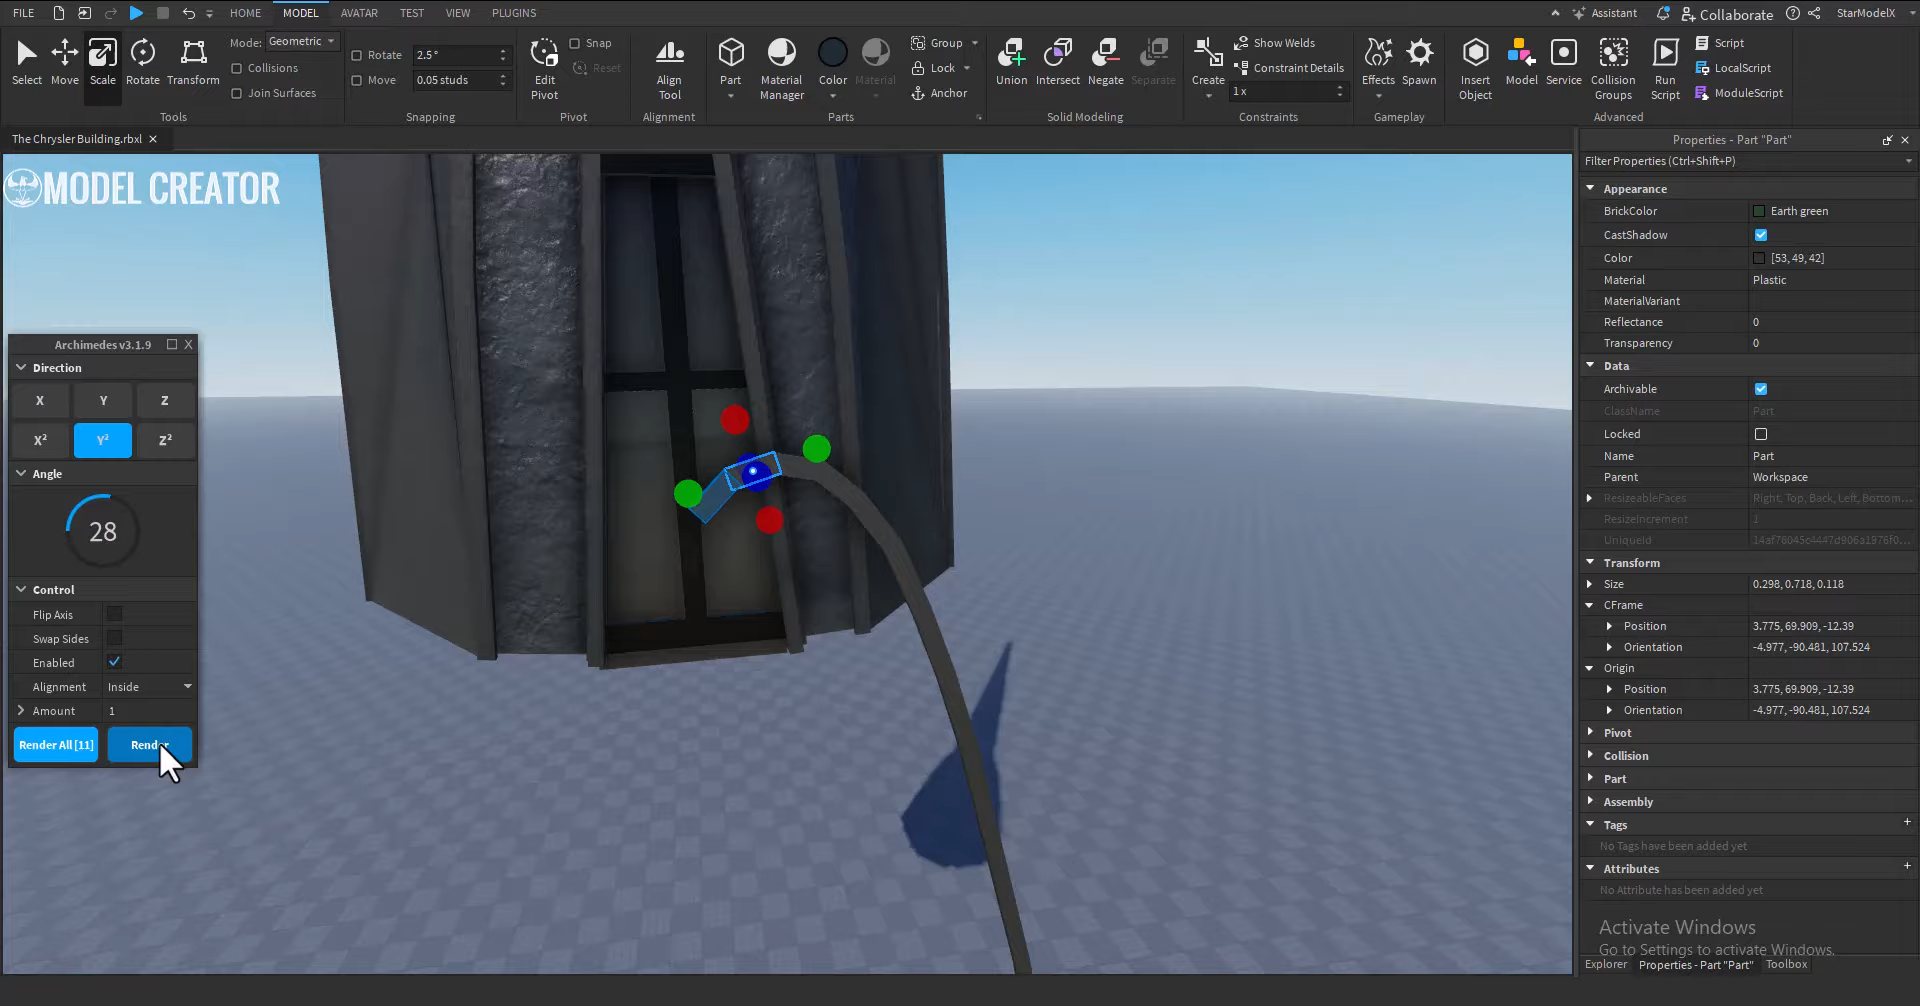 FILE HOME MODEL AVATAR TEST VIEW PLUGINS Assistant Collaborate StarModelX
Select Move Scale Rotate Transform
Mode: Geometric
Collisions
Join Surfaces
Tools
Rotate 2.5°
Move 0.05 studs
Snapping
Edit Pivot
Snap
Reset
Pivot
Align Tool
Alignment
Part Material Manager Color Material
Group
Lock
Anchor
Parts
Union Intersect Negate Separate
Solid Modeling
Create
Show Welds
Constraint Details
1 x
Constraints
Effects Spawn
Gameplay
Insert Object Model Service Collision Groups Run Script
Script
LocalScript
ModuleScript
Advanced
The Chrysler Building.rbxl
MODEL CREATOR
Archimedes v3.1.9 X
Direction
X Y Z
X² Y² Z²
Angle
28
Control
Flip Axis
Swap Sides
Enabled
Alignment Inside
Amount 1
Render All [11] Render
Properties - Part "Part"
Filter Properties (Ctrl+Shift+P)
Appearance
BrickColor Earth green
CastShadow
Color [53, 49, 42]
Material Plastic
MaterialVariant
Reflectance 0
Transparency 0
Data
Archivable
ClassName Part
Locked
Name Part
Parent Workspace
ResizeableFaces Right, Top, Back, Left, Bottom...
ResizeIncrement 1
UniqueId 14af78045c4447d906a1976f0...
Transform
Size 0.298, 0.718, 0.118
CFrame
Position 3.775, 69.909, -12.39
Orientation -4.977, -90.481, 107.524
Origin
Position 3.775, 69.909, -12.39
Orientation -4.977, -90.481, 107.524
Pivot
Collision
Part
Assembly
Tags +
No Tags have been added yet
Attributes +
No Attribute has been added yet
Activate Windows
Go to Settings to activate Windows.
Explorer Properties - Part "Part" Toolbox